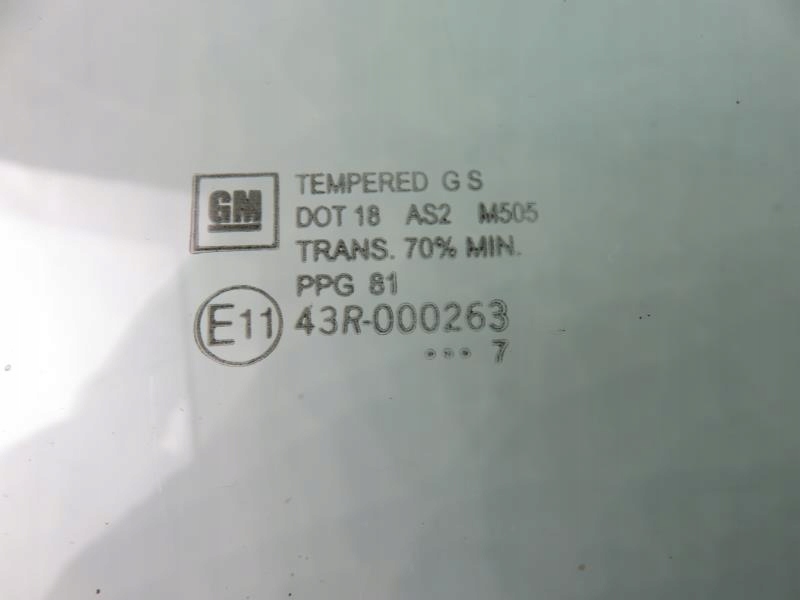 GM
TEMPERED G S
DOT 18 AS2 M505
TRANS. 70% MIN.
PPG 81
E11 43R-000263
••• 7